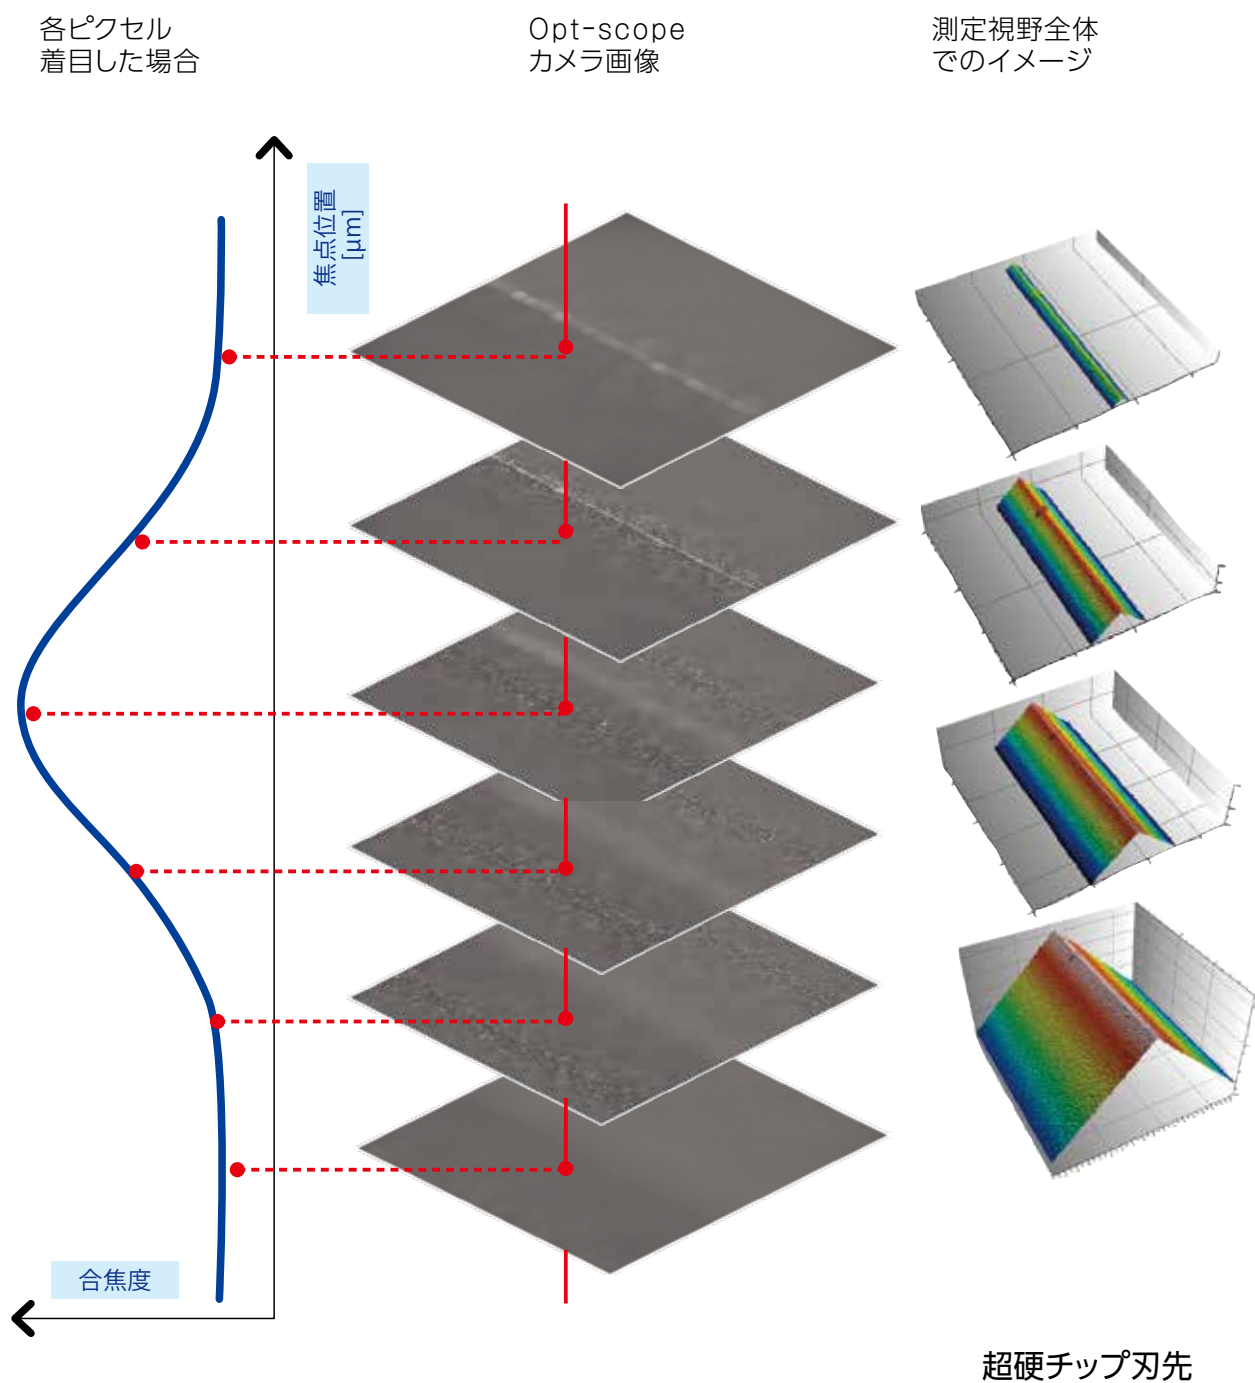 各ピクセル
着目した場合
Opt-scope
カメラ画像
測定視野全体
でのイメージ
焦点位置
[μm]
合焦度
超硬チップ刃先